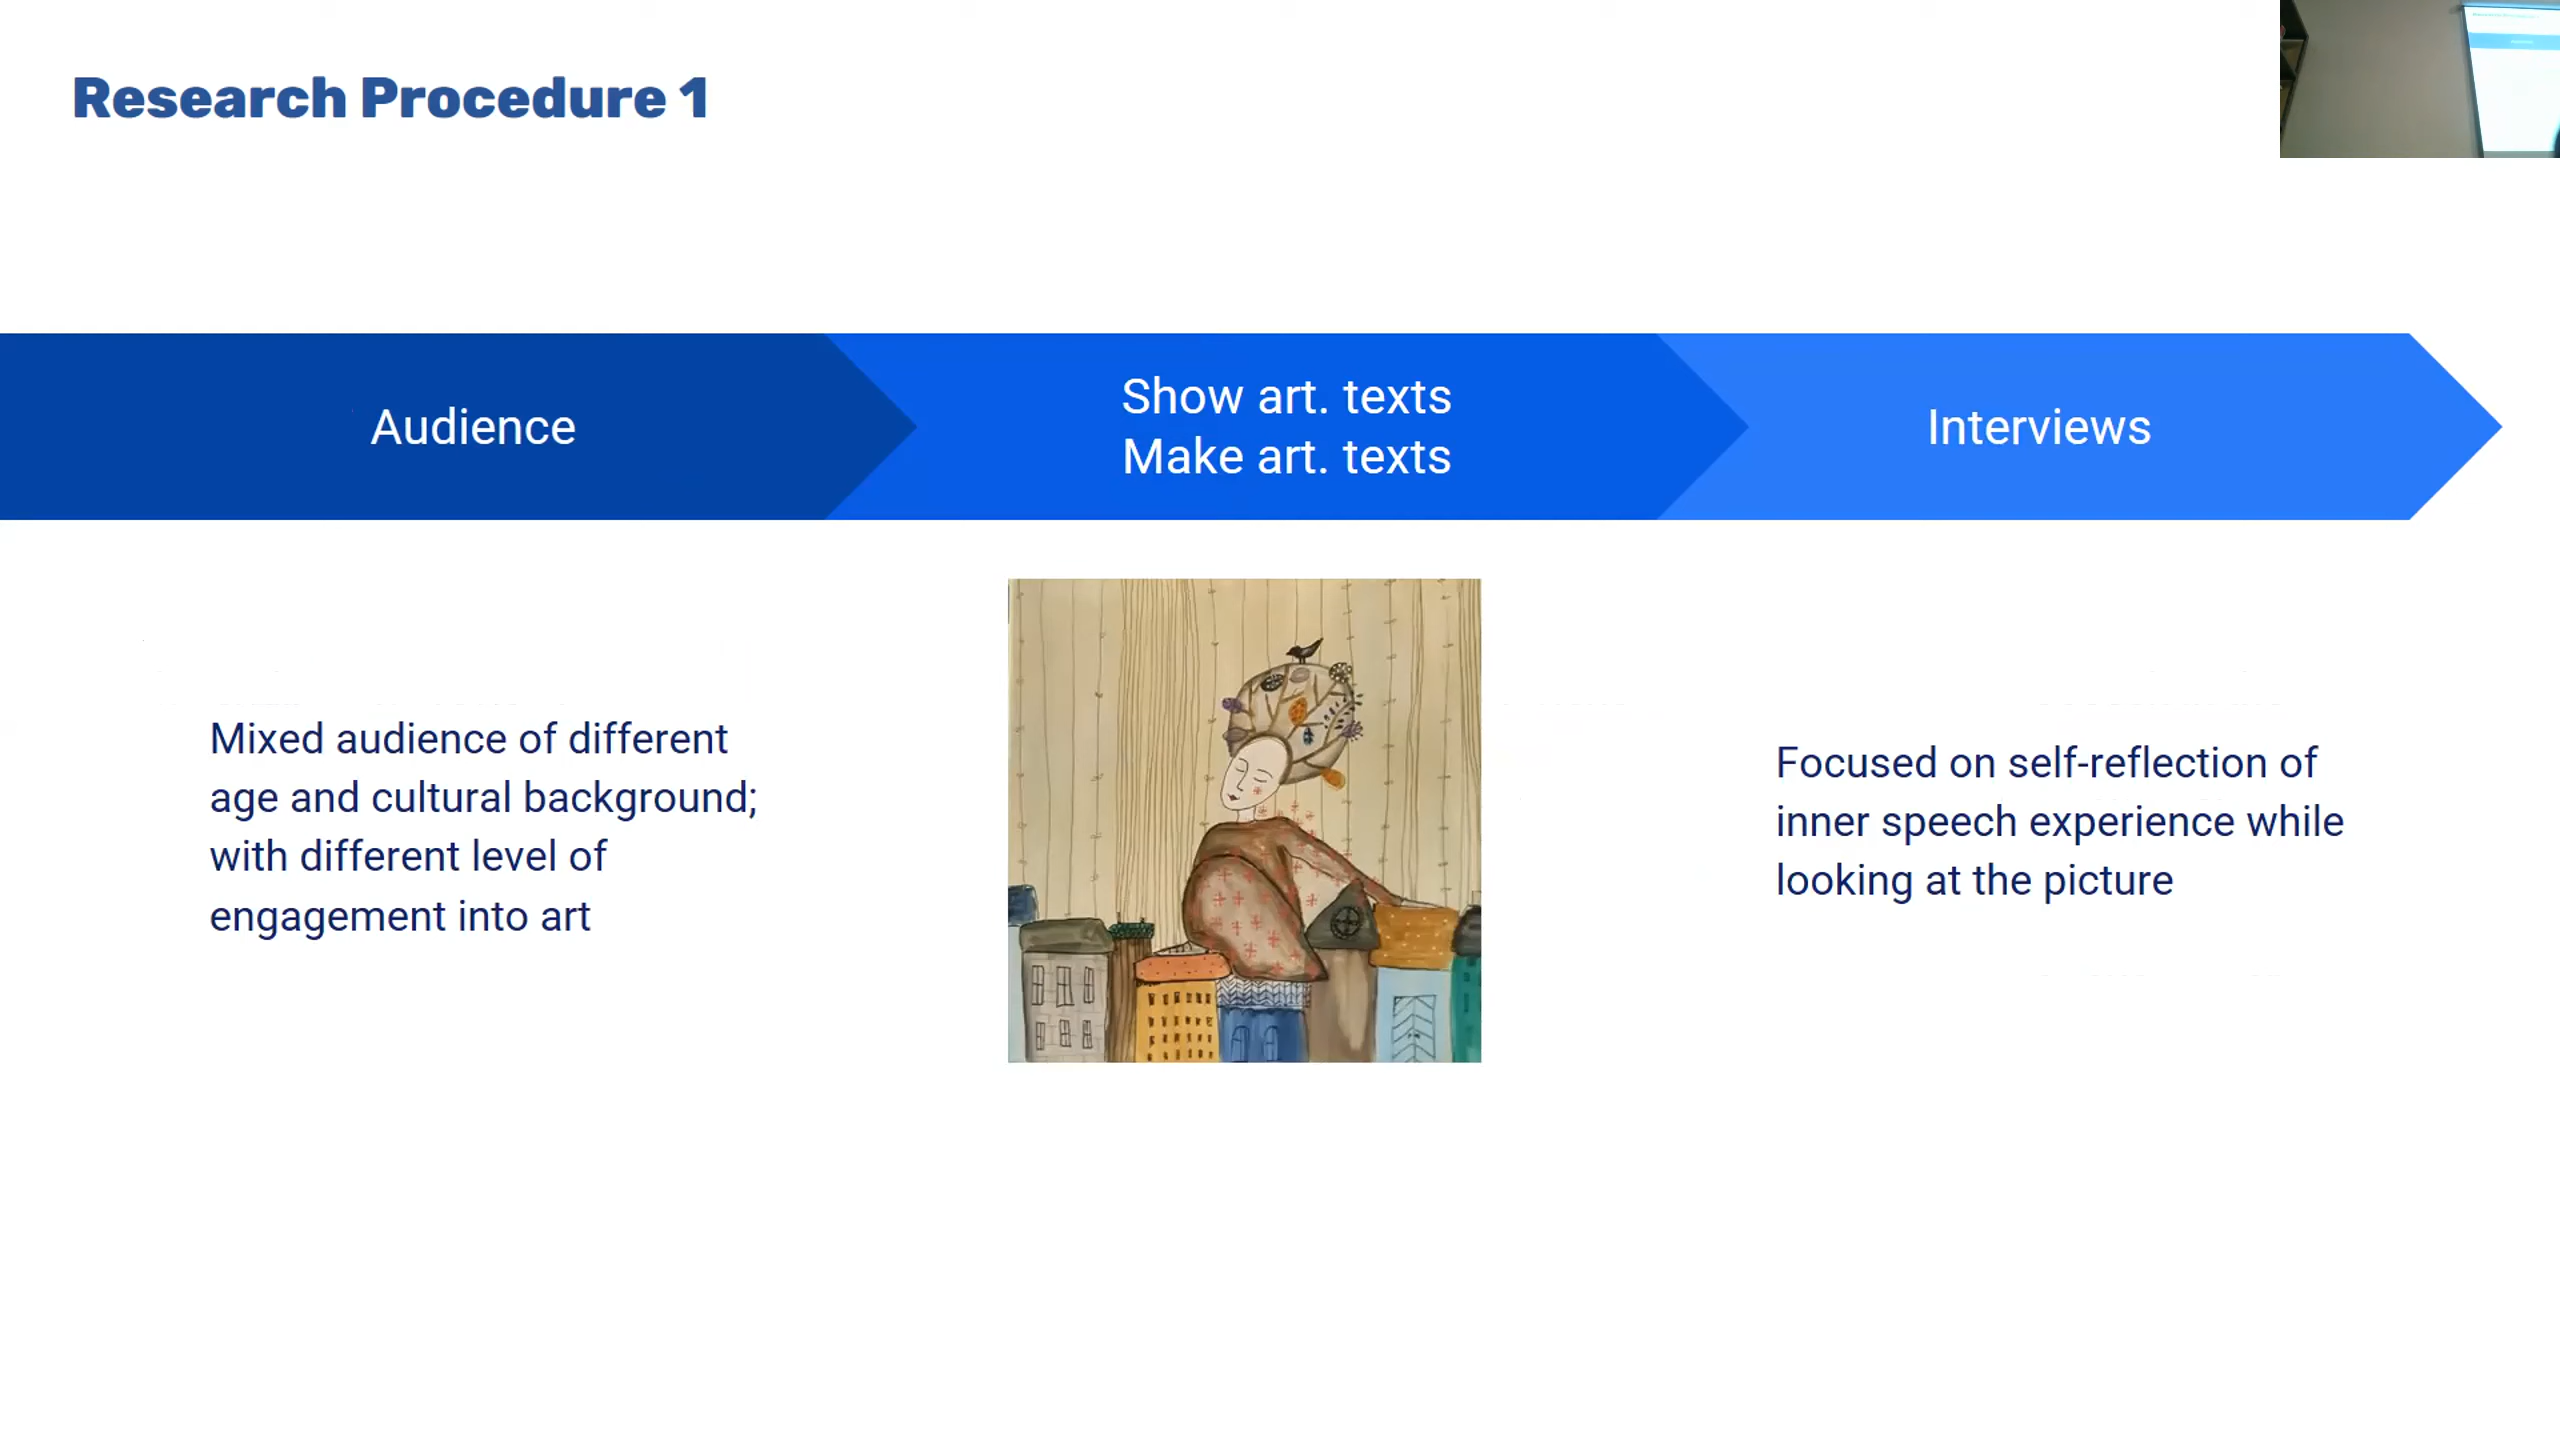 Research Procedure 1
Audience
Show art. texts
Make art. texts
Interviews
Mixed audience of different
age and cultural background;
with different level of
engagement into art
Focused on self-reflection of
inner speech experience while
looking at the picture